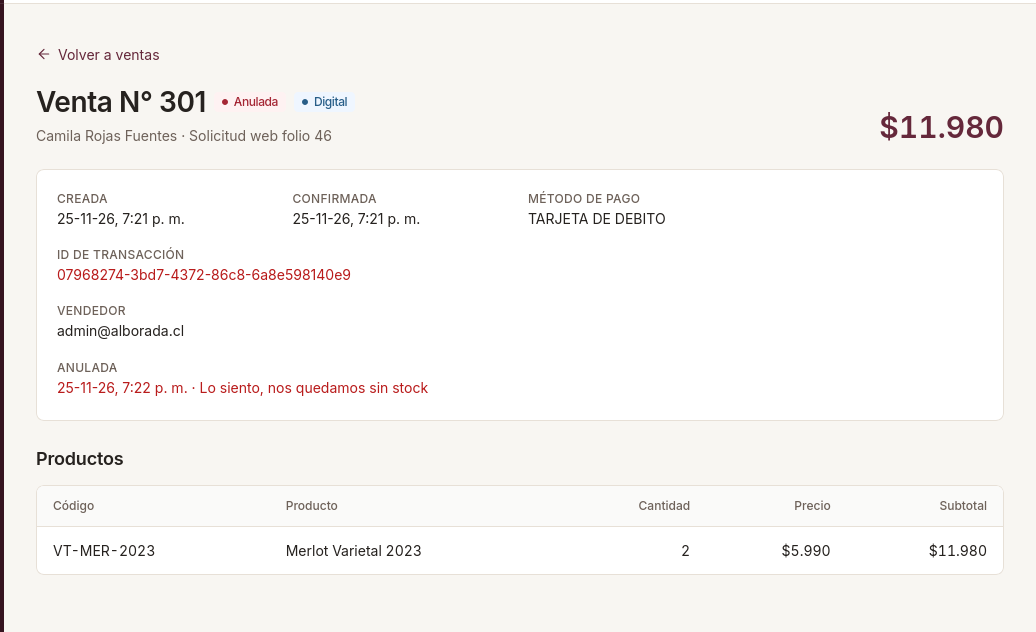 ← Volver a ventas
Venta N° 301 • Anulada • Digital
Camila Rojas Fuentes · Solicitud web folio 46
$11.980
CREADA CONFIRMADA MÉTODO DE PAGO
25-11-26, 7:21 p. m. 25-11-26, 7:21 p. m. TARJETA DE DEBITO
ID DE TRANSACCIÓN
07968274-3bd7-4372-86c8-6a8e598140e9
VENDEDOR
admin@alborada.cl
ANULADA
25-11-26, 7:22 p. m. · Lo siento, nos quedamos sin stock
Productos
Código Producto Cantidad Precio Subtotal
VT-MER-2023 Merlot Varietal 2023 2 $5.990 $11.980